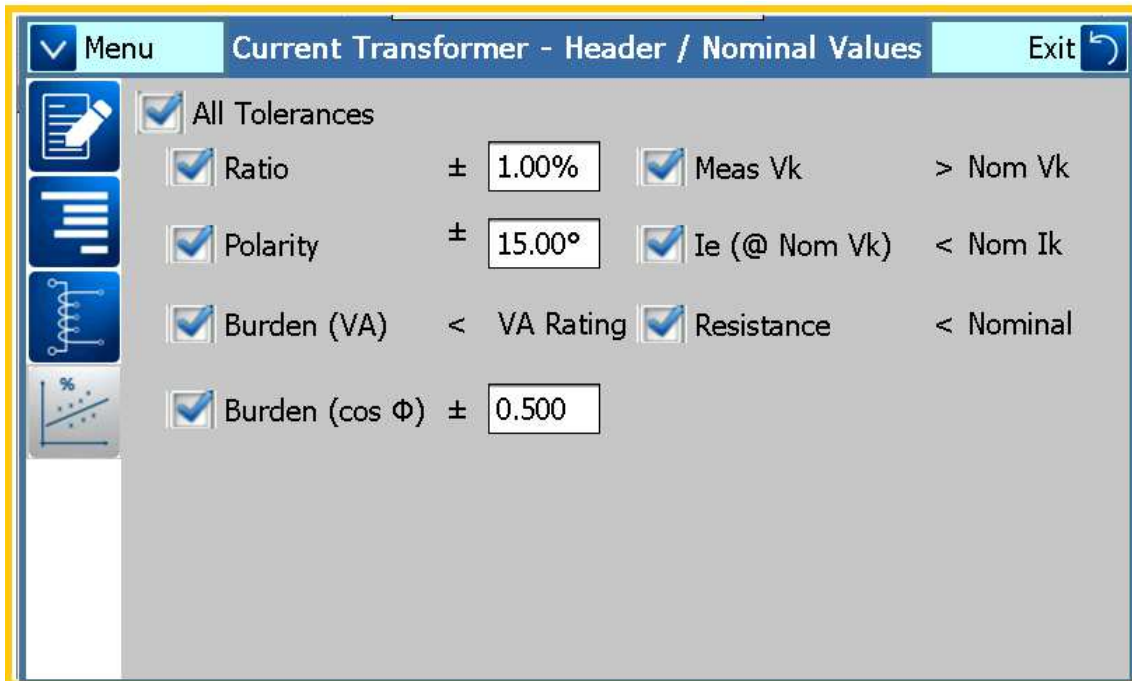 Menu Current Transformer - Header / Nominal Values Exit
All Tolerances
Ratio ± 1.00% Meas Vk > Nom Vk
Polarity ± 15.00° Ie (@ Nom Vk) < Nom Ik
Burden (VA) < VA Rating Resistance < Nominal
% 
Burden (cos Φ) ± 0.500